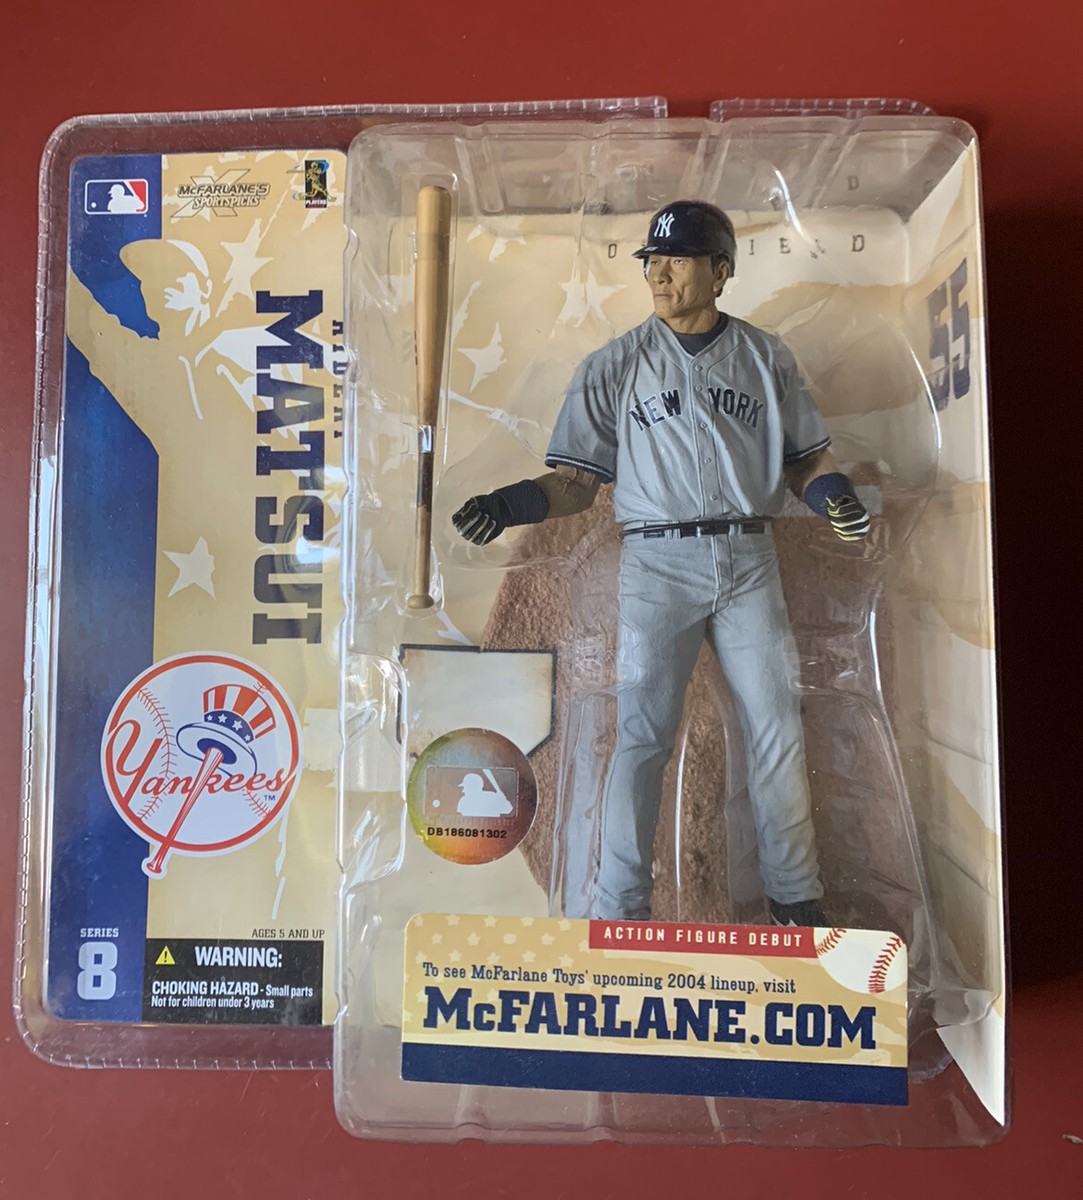 McFARLANE'S
SPORTSPICKS
PLAYERS
MATSUI
55
NY
NEW YORK
Yankees
TM
DB186081302
SERIES
8
AGES 5 AND UP
WARNING:
CHOKING HAZARD - Small parts
Not for children under 3 years
ACTION FIGURE DEBUT
To see McFarlane Toys' upcoming 2004 lineup, visit
McFARLANE.COM